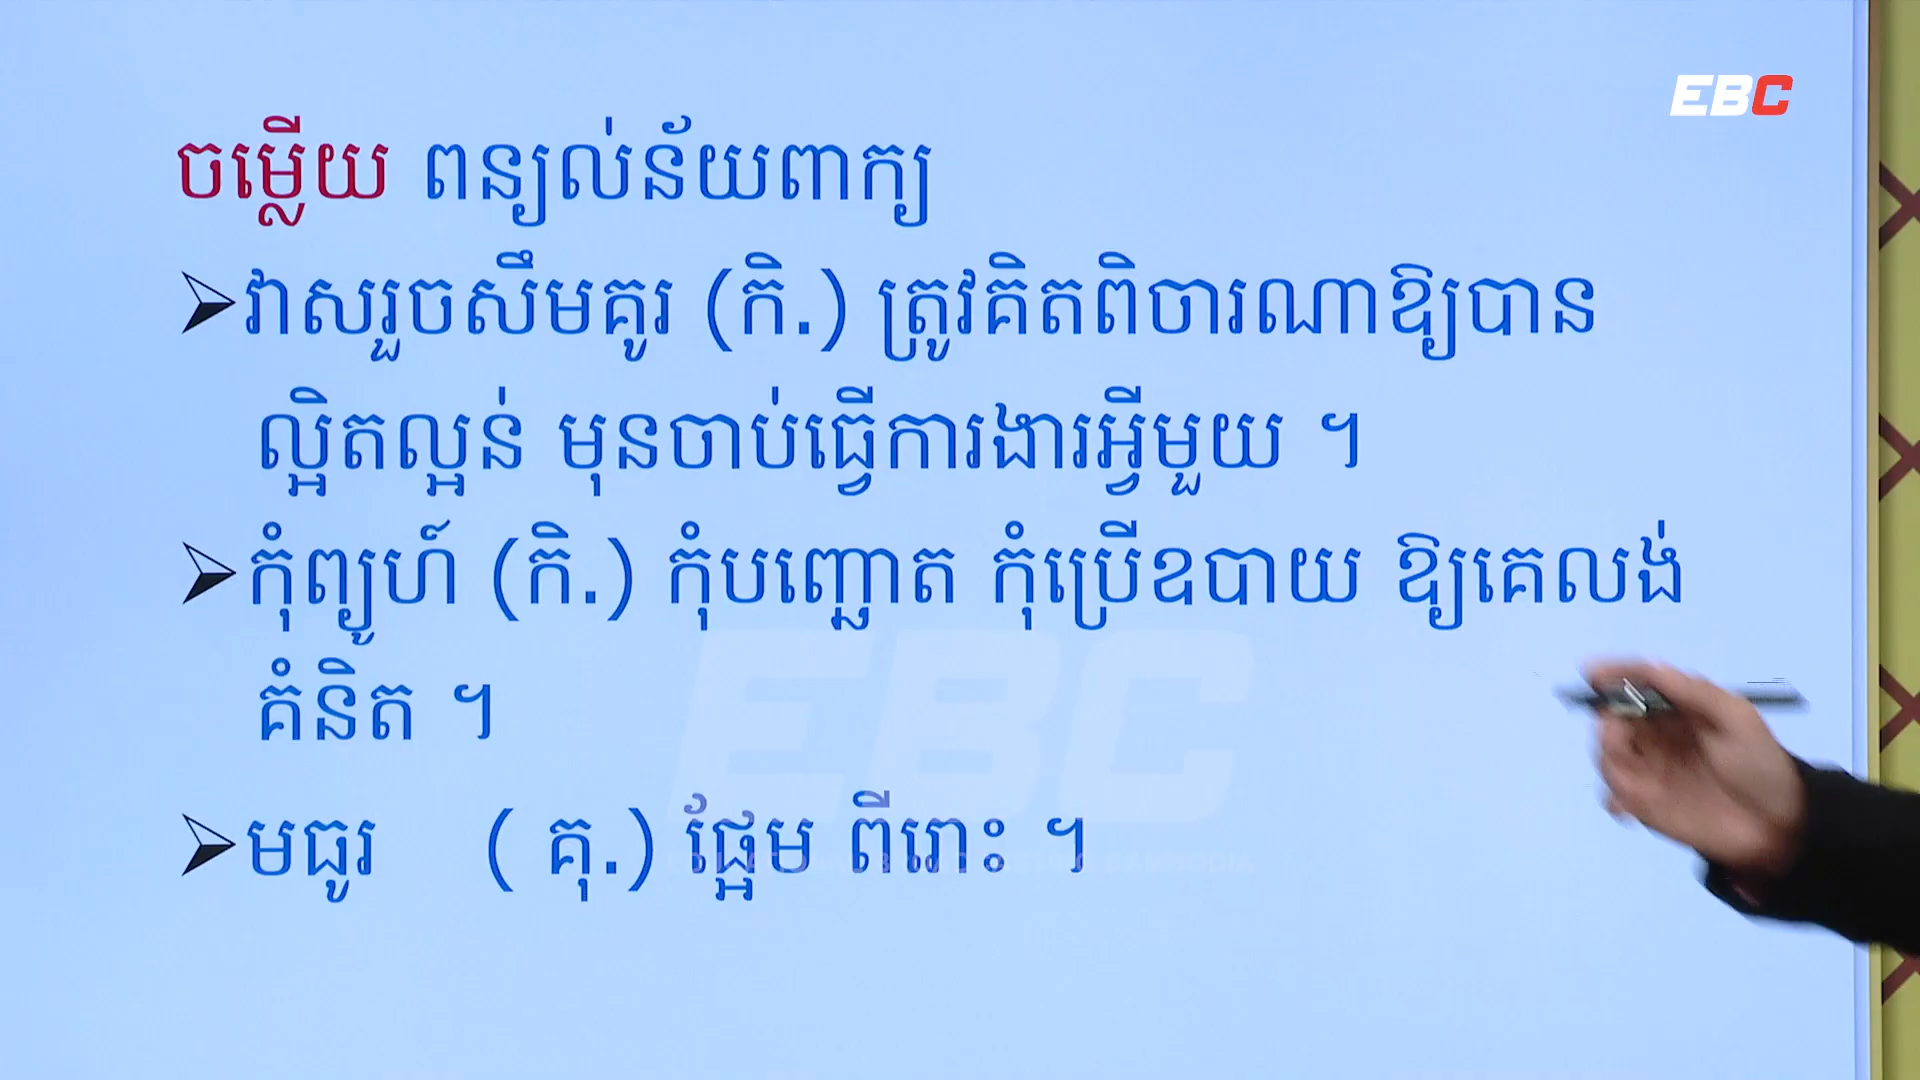 EBC
ចម្លើយ ពន្យល់ន័យពាក្យ
➢វាសរួចសឹមគូរ (កិ.) ត្រូវគិតពិចារណាឱ្យបាន
ល្អិតល្អន់ មុនចាប់ធ្វើការងារអ្វីមួយ ។
➢កុំព្យូហ៍ (កិ.) កុំបញ្ឆោត កុំប្រើឧបាយ ឱ្យគេលង់
គំនិត ។
➢មធូរ ( គុ.) ផ្អែម ពីរោះ ។
EBC